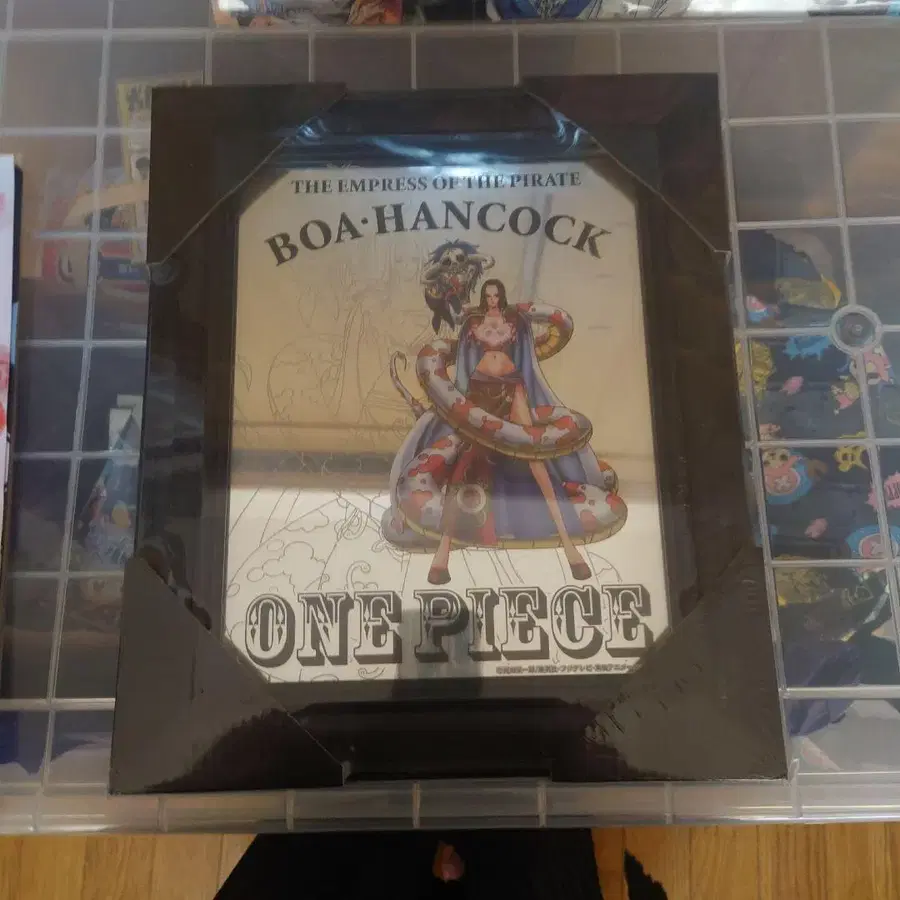 THE EMPRESS OF THE PIRATE
BOA·HANCOCK
ONE PIECE